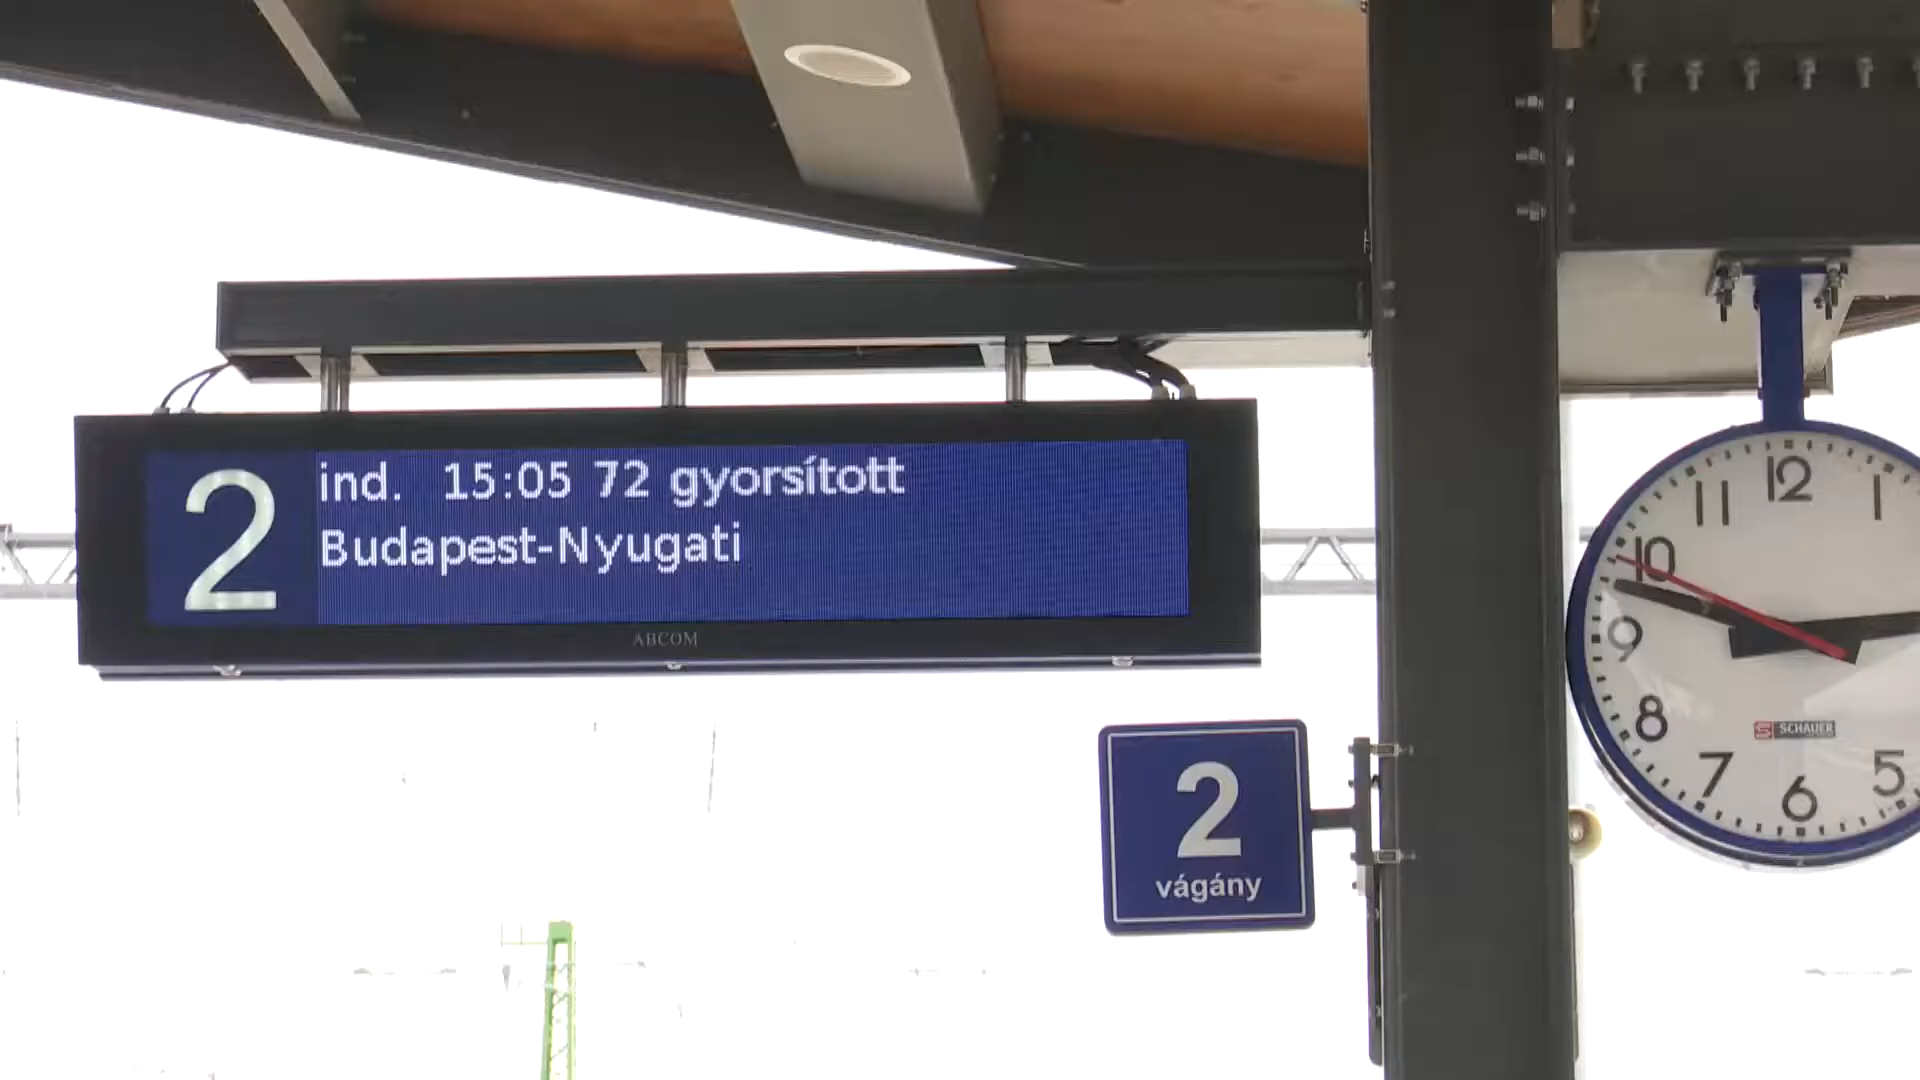 2
ind. 15:05 72 gyorsított
Budapest-Nyugati
ABCOM
2
vágány
12
11
1
10
9
8
SCHAUER
7
5
6